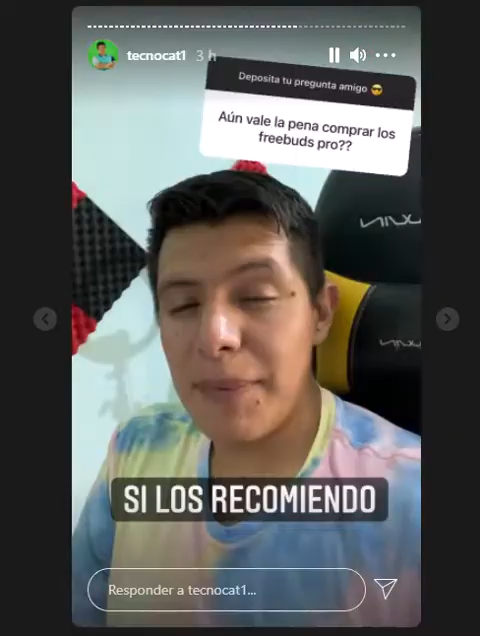 tecnocat1 3 h
Deposita tu pregunta amigo 😎
Aún vale la pena comprar los
freebuds pro??
SI LOS RECOMIENDO
Responder a tecnocat1...